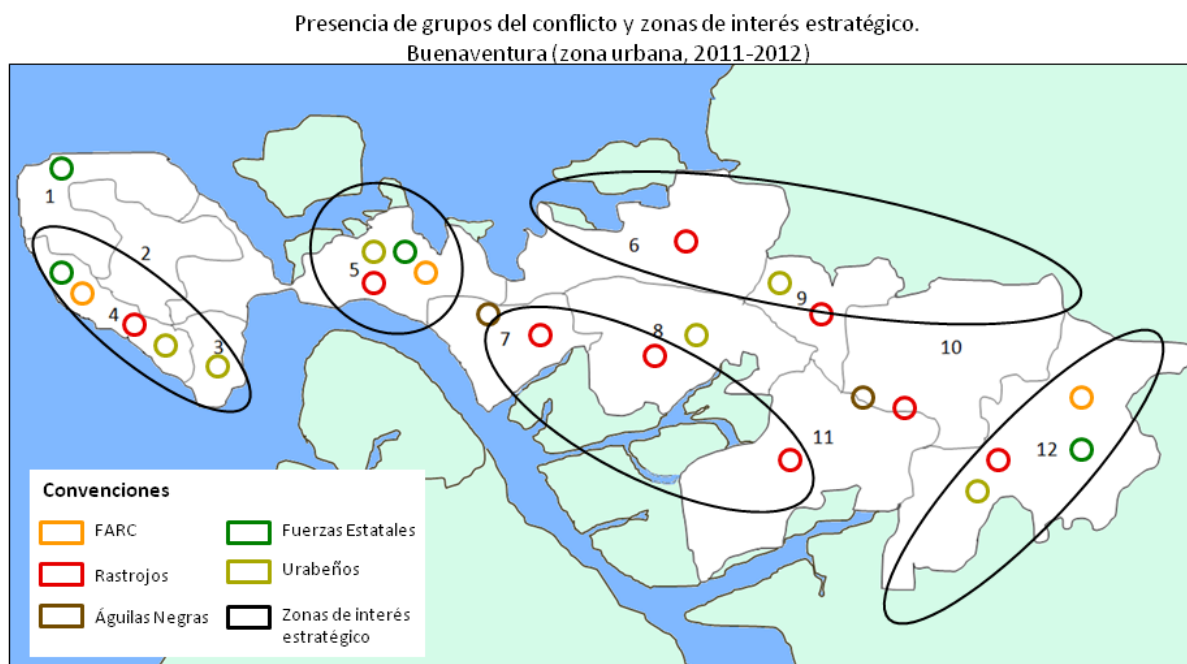 Presencia de grupos del conflicto y zonas de interés estratégico.
Buenaventura (zona urbana, 2011-2012)
1
2
3
4
5
6
7
8
9
10
11
12
Convenciones
FARC
Fuerzas Estatales
Rastrojos
Urabeños
Águilas Negras
Zonas de interés
estratégico